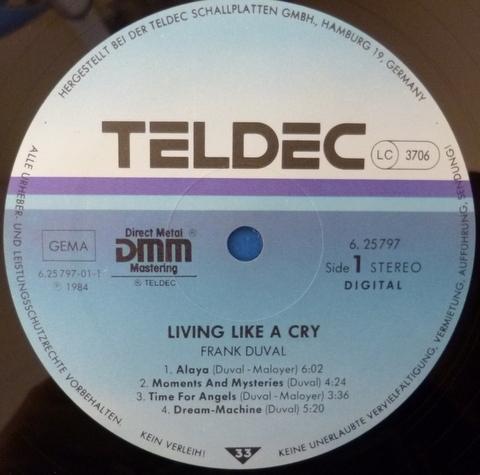 HERGESTELLT BEI DER TELDEC SCHALLPLATTEN GMBH., HAMBURG 19, GERMANY
TELDEC
LC 3706
GEMA
6.25797-01-1
℗ 1984
Direct Metal ®
DMM
Mastering
® TELDEC
6. 25797
Side 1 STEREO
DIGITAL
LIVING LIKE A CRY
FRANK DUVAL
1. Alaya (Duval - Maloyer) 6:02
2. Moments And Mysteries (Duval) 4:24
3. Time For Angels (Duval - Maloyer) 3:36
4. Dream-Machine (Duval) 5:20
33
ALLE URHEBER- UND LEISTUNGSSCHUTZRECHTE VORBEHALTEN.
KEIN VERLEIH!
KEINE UNERLAUBTE VERVIELFÄLTIGUNG, VERMIETUNG, AUFFÜHRUNG, SENDUNG!